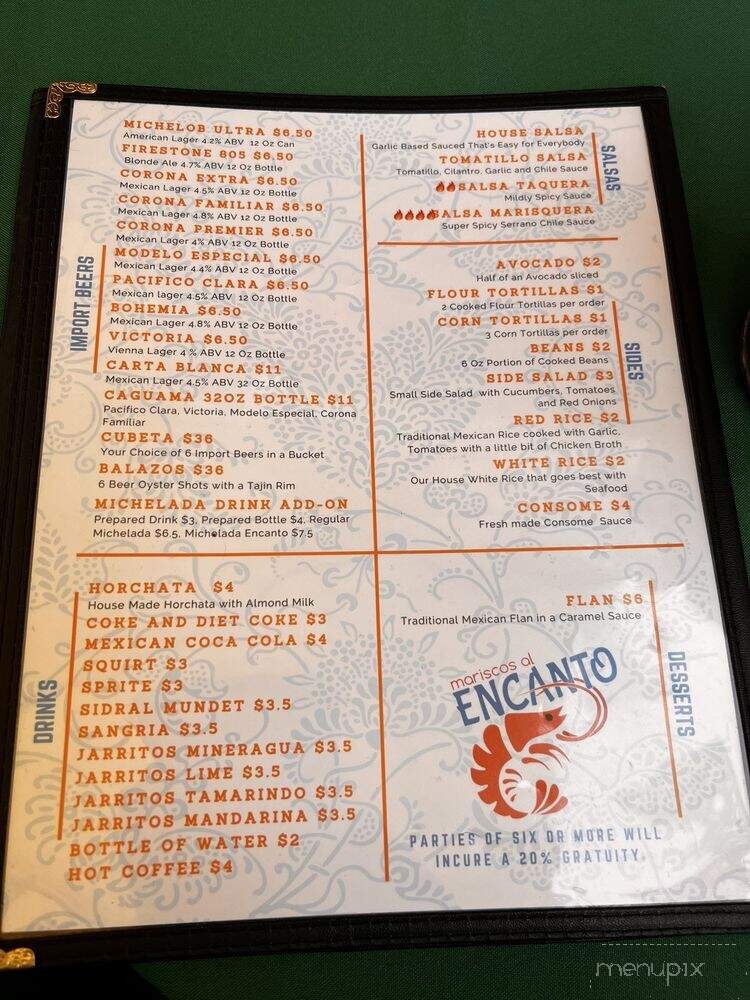 MICHELOB ULTRA $6.50
American Lager 4.2% ABV 12 Oz Can
FIRESTONE 805 $6.50
Blonde Ale 4.7% ABV 12 Oz Bottle
CORONA EXTRA $6.50
Mexican Lager 4.5% ABV 12 Oz Bottle
CORONA FAMILIAR $6.50
Mexican Lager 4.8% ABV 12 Oz Bottle
CORONA PREMIER $6.50
Mexican Lager 4% ABV 12 Oz Bottle
MODELO ESPECIAL $6.50
Mexican Lager 4.4% ABV 12 Oz Bottle
PACIFICO CLARA $6.50
Mexican lager 4.5% ABV 12 Oz Bottle
BOHEMIA $6.50
Mexican Lager 4.8% ABV 12 Oz Bottle
VICTORIA $6.50
Vienna Lager 4 % ABV 12 Oz Bottle
CARTA BLANCA $11
Mexican Lager 4.5% ABV 32 Oz Bottle
CAGUAMA 32OZ BOTTLE $11
Pacifico Clara, Victoria, Modelo Especial, Corona
Familiar
CUBETA $36
Your Choice of 6 Import Beers in a Bucket
BALAZOS $36
6 Beer Oyster Shots with a Tajin Rim
MICHELADA DRINK ADD-ON
Prepared Drink $3, Prepared Bottle $4, Regular
Michelada $6.5, Michelada Encanto $7.5
IMPORT BEERS
HOUSE SALSA
Garlic Based Sauced That's Easy for Everybody
TOMATILLO SALSA
Tomatillo, Cilantro, Garlic and Chile Sauce
SALSA TAQUERA
Mildly Spicy Sauce
SALSA MARISQUERA
Super Spicy Serrano Chile Sauce
SALSAS
AVOCADO $2
Half of an Avocado sliced
FLOUR TORTILLAS $1
2 Cooked Flour Tortillas per order
CORN TORTILLAS $1
3 Corn Tortillas per order
BEANS $2
6 Oz Portion of Cooked Beans
SIDE SALAD $3
Small Side Salad with Cucumbers, Tomatoes
and Red Onions
RED RICE $2
Traditional Mexican Rice cooked with Garlic,
Tomatoes with a little bit of Chicken Broth
WHITE RICE $2
Our House White Rice that goes best with
Seafood
CONSOME $4
Fresh made Consome Sauce
SIDES
HORCHATA $4
House Made Horchata with Almond Milk
COKE AND DIET COKE $3
MEXICAN COCA COLA $4
SQUIRT $3
SPRITE $3
SIDRAL MUNDET $3.5
SANGRIA $3.5
JARRITOS MINERAGUA $3.5
JARRITOS LIME $3.5
JARRITOS TAMARINDO $3.5
JARRITOS MANDARINA $3.5
BOTTLE OF WATER $2
HOT COFFEE $4
DRINKS
FLAN $6
Traditional Mexican Flan in a Caramel Sauce
DESSERTS
mariscos al
ENCANTO
PARTIES OF SIX OR MORE WILL
INCURE A 20% GRATUITY.
menupix